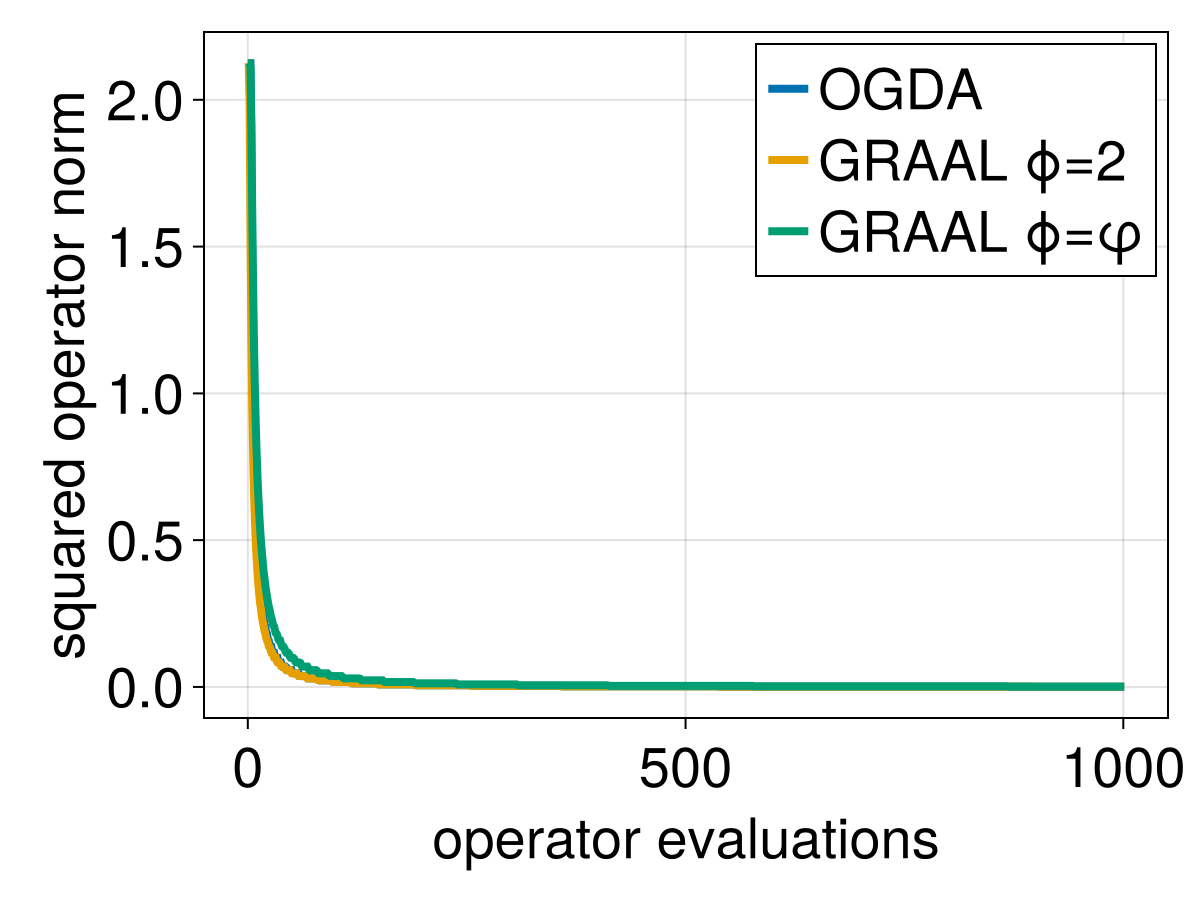 squared operator norm
2.0
1.5
1.0
0.5
0.0
0
500
1000
operator evaluations
OGDA
GRAAL ϕ=2
GRAAL ϕ=φ